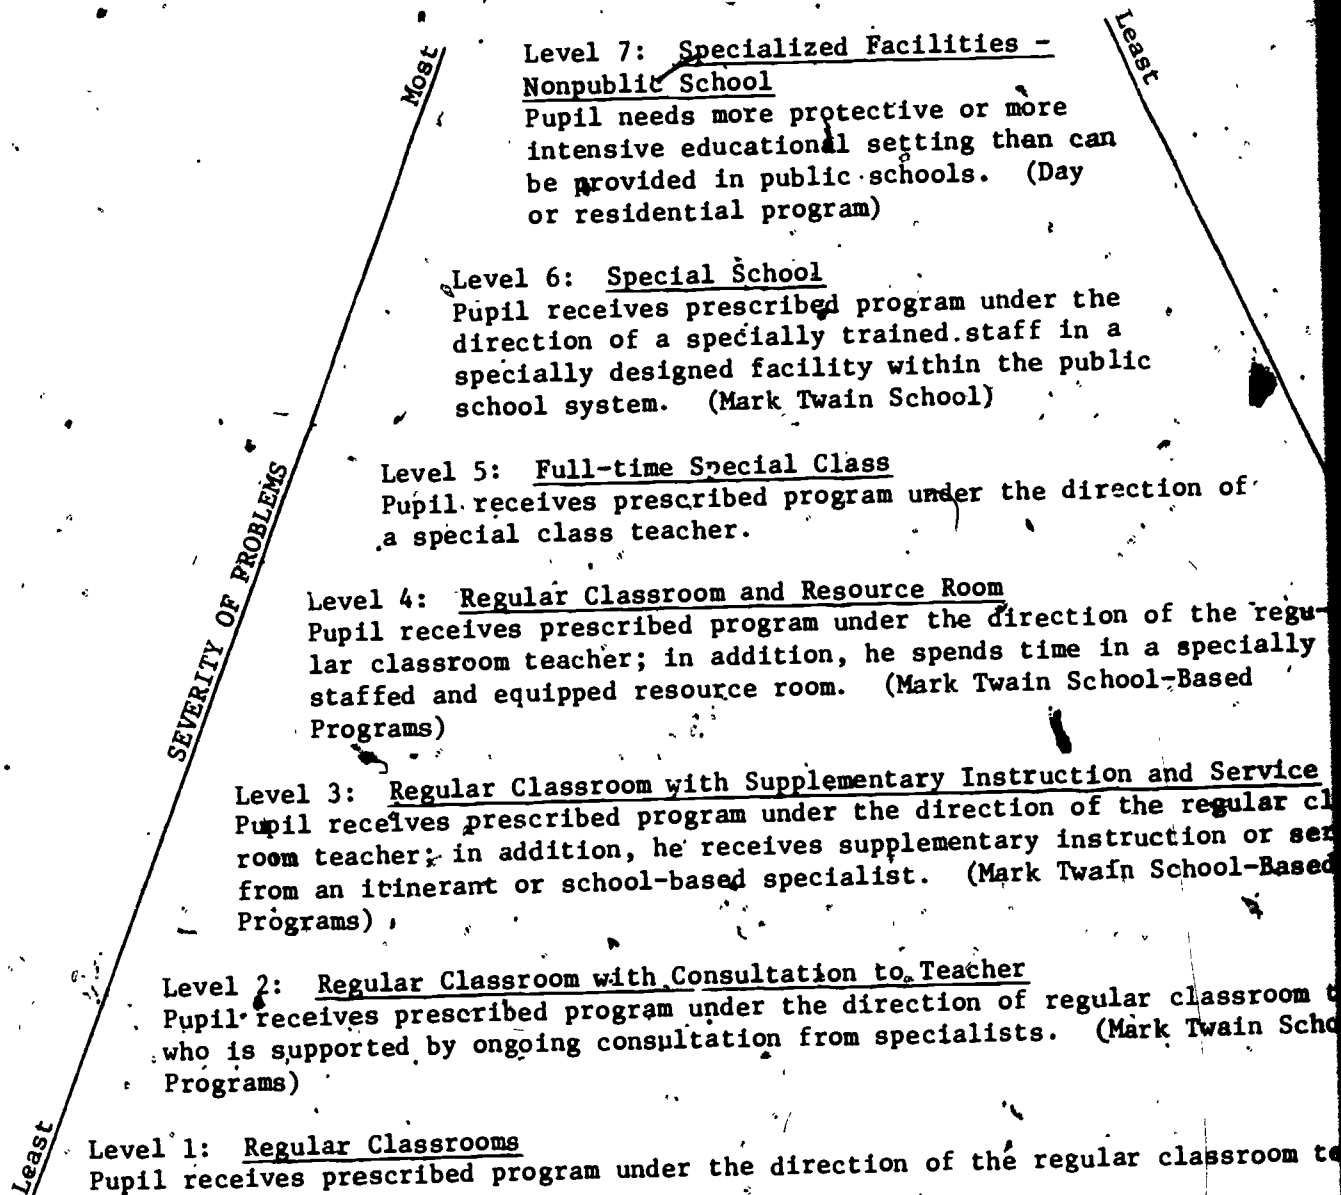 Most
Least
Level 7: Specialized Facilities -
Nonpublic School
Pupil needs more protective or more
intensive educational setting then can
be provided in public schools. (Day
or residential program)
Level 6: Special School
Pupil receives prescribed program under the
direction of a specially trained staff in a
specially designed facility within the public
school system. (Mark Twain School)
SEVERITY OF PROBLEMS
Level 5: Full-time Special Class
Pupil receives prescribed program under the direction of
a special class teacher.
Level 4: Regular Classroom and Resource Room
Pupil receives prescribed program under the direction of the regu-
lar classroom teacher; in addition, he spends time in a specially
staffed and equipped resource room. (Mark Twain School-Based
Programs)
Level 3: Regular Classroom with Supplementary Instruction and Service
Pupil receives prescribed program under the direction of the regular cl
room teacher; in addition, he receives supplementary instruction or ser
from an itinerant or school-based specialist. (Mark Twain School-Based
Programs)
Level 2: Regular Classroom with Consultation to Teacher
Pupil receives prescribed program under the direction of regular classroom t
who is supported by ongoing consultation from specialists. (Mark Twain Scho
Programs)
Least
Level 1: Regular Classrooms
Pupil receives prescribed program under the direction of the regular classroom te